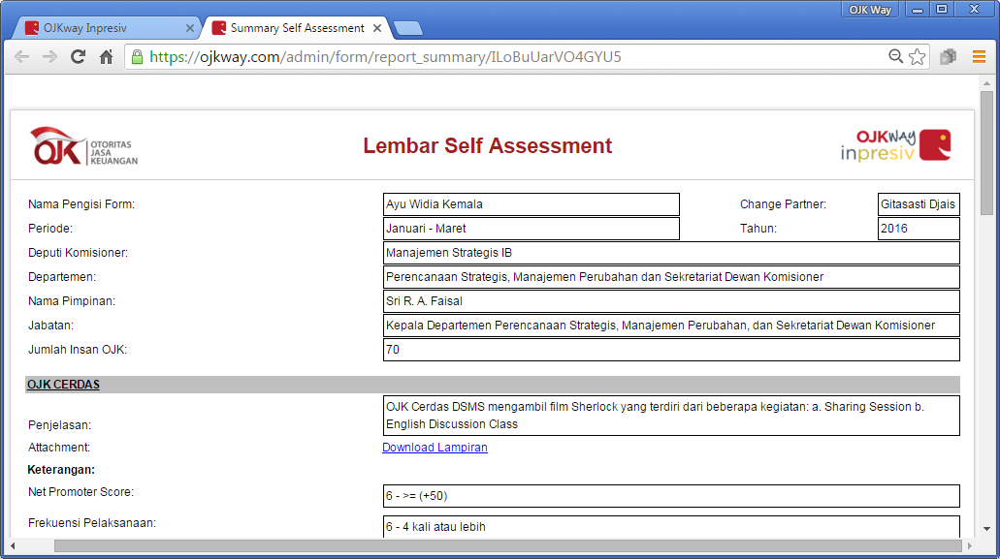 OJK Way
OJKway Inpresiv
Summary Self Assessment
https://ojkway.com/admin/form/report_summary/ILoBuUarVO4GYU5
OJK OTORITAS
JASA
KEUANGAN
Lembar Self Assessment
OJKWAY
inpresiv
Nama Pengisi Form: Ayu Widia Kemala Change Partner: Gitasasti Djais
Periode: Januari - Maret Tahun: 2016
Deputi Komisioner: Manajemen Strategis IB
Departemen: Perencanaan Strategis, Manajemen Perubahan dan Sekretariat Dewan Komisioner
Nama Pimpinan: Sri R. A. Faisal
Jabatan: Kepala Departemen Perencanaan Strategis, Manajemen Perubahan, dan Sekretariat Dewan Komisioner
Jumlah Insan OJK: 70
OJK CERDAS
Penjelasan: OJK Cerdas DSMS mengambil film Sherlock yang terdiri dari beberapa kegiatan: a. Sharing Session b.
English Discussion Class
Attachment: Download Lampiran
Keterangan:
Net Promoter Score: 6 - >= (+50)
Frekuensi Pelaksanaan: 6 - 4 kali atau lebih